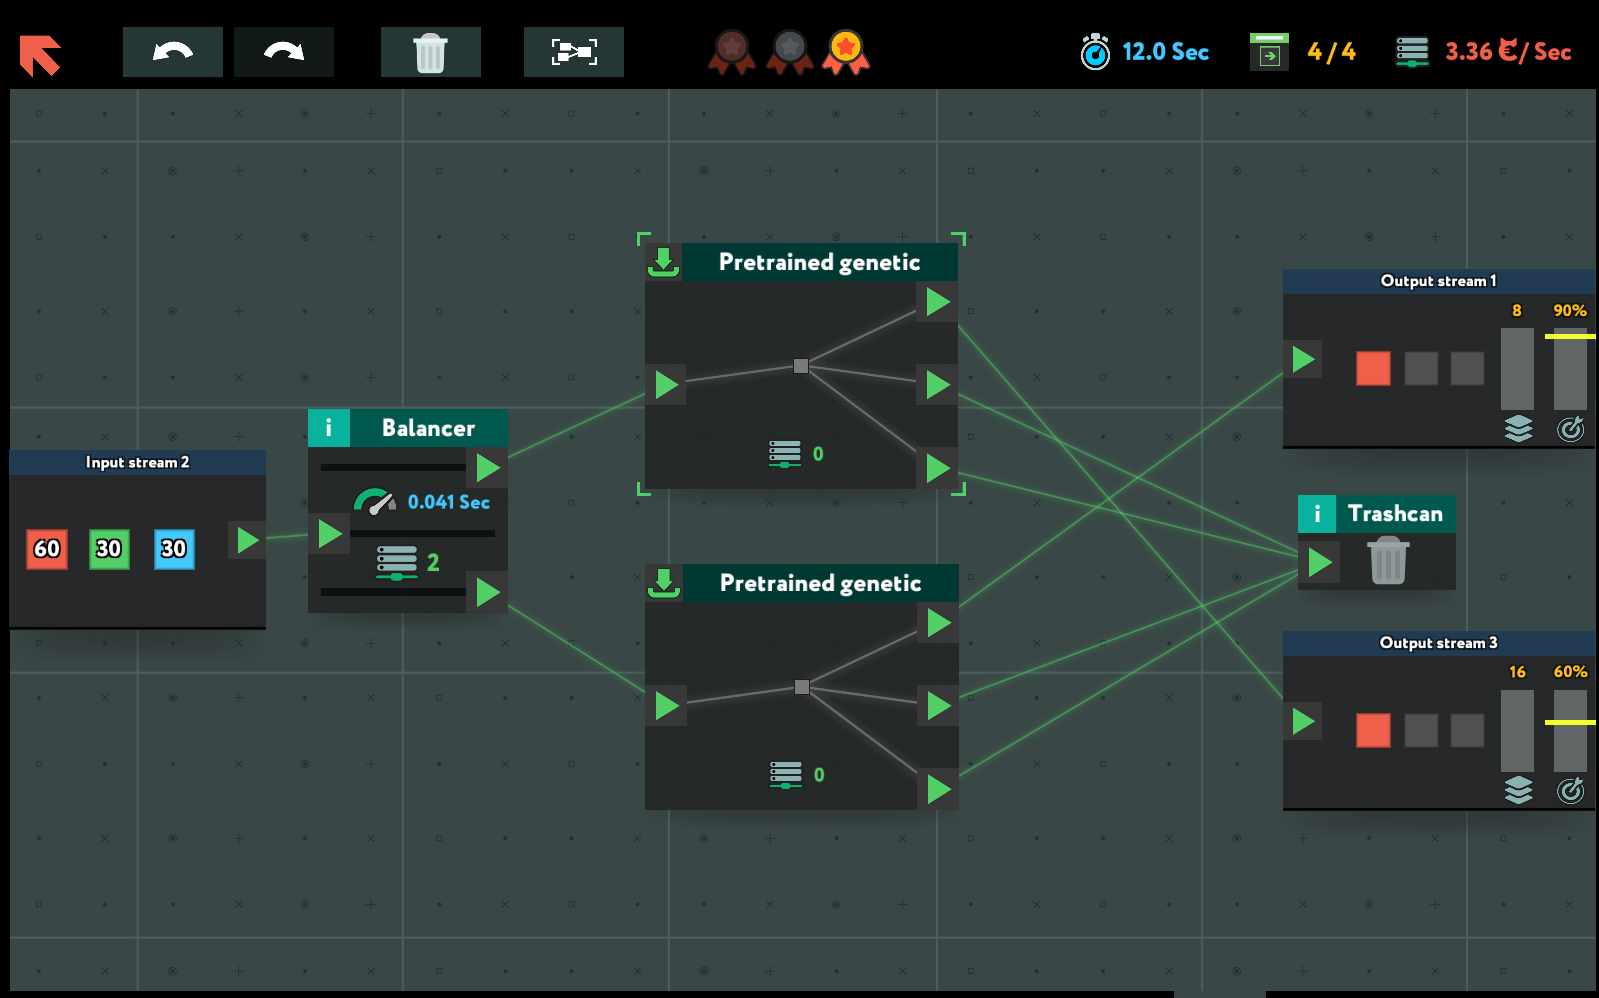 12.0 Sec
4/4
3.36 / Sec
Pretrained genetic
0
Input stream 2
60 30 30
i Balancer
0.041 Sec
2
Pretrained genetic
0
Output stream 1
8 90%
i Trashcan
Output stream 3
16 60%